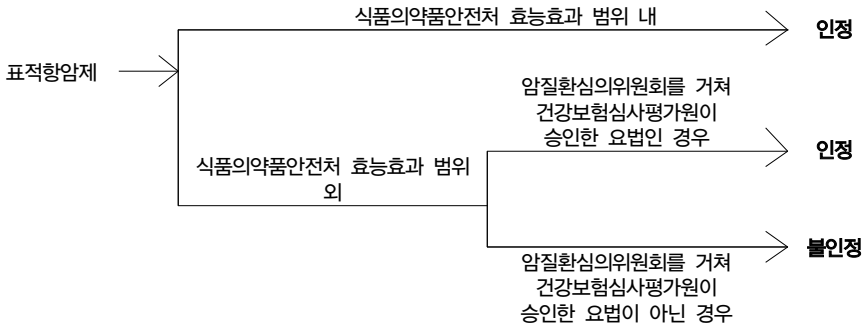 식품의약품안전처 효능효과 범위 내
인정
표적항암제
암질환심의위원회를 거쳐
건강보험심사평가원이
승인한 요법인 경우
인정
식품의약품안전처 효능효과 범위
외
불인정
암질환심의위원회를 거쳐
건강보험심사평가원이
승인한 요법이 아닌 경우